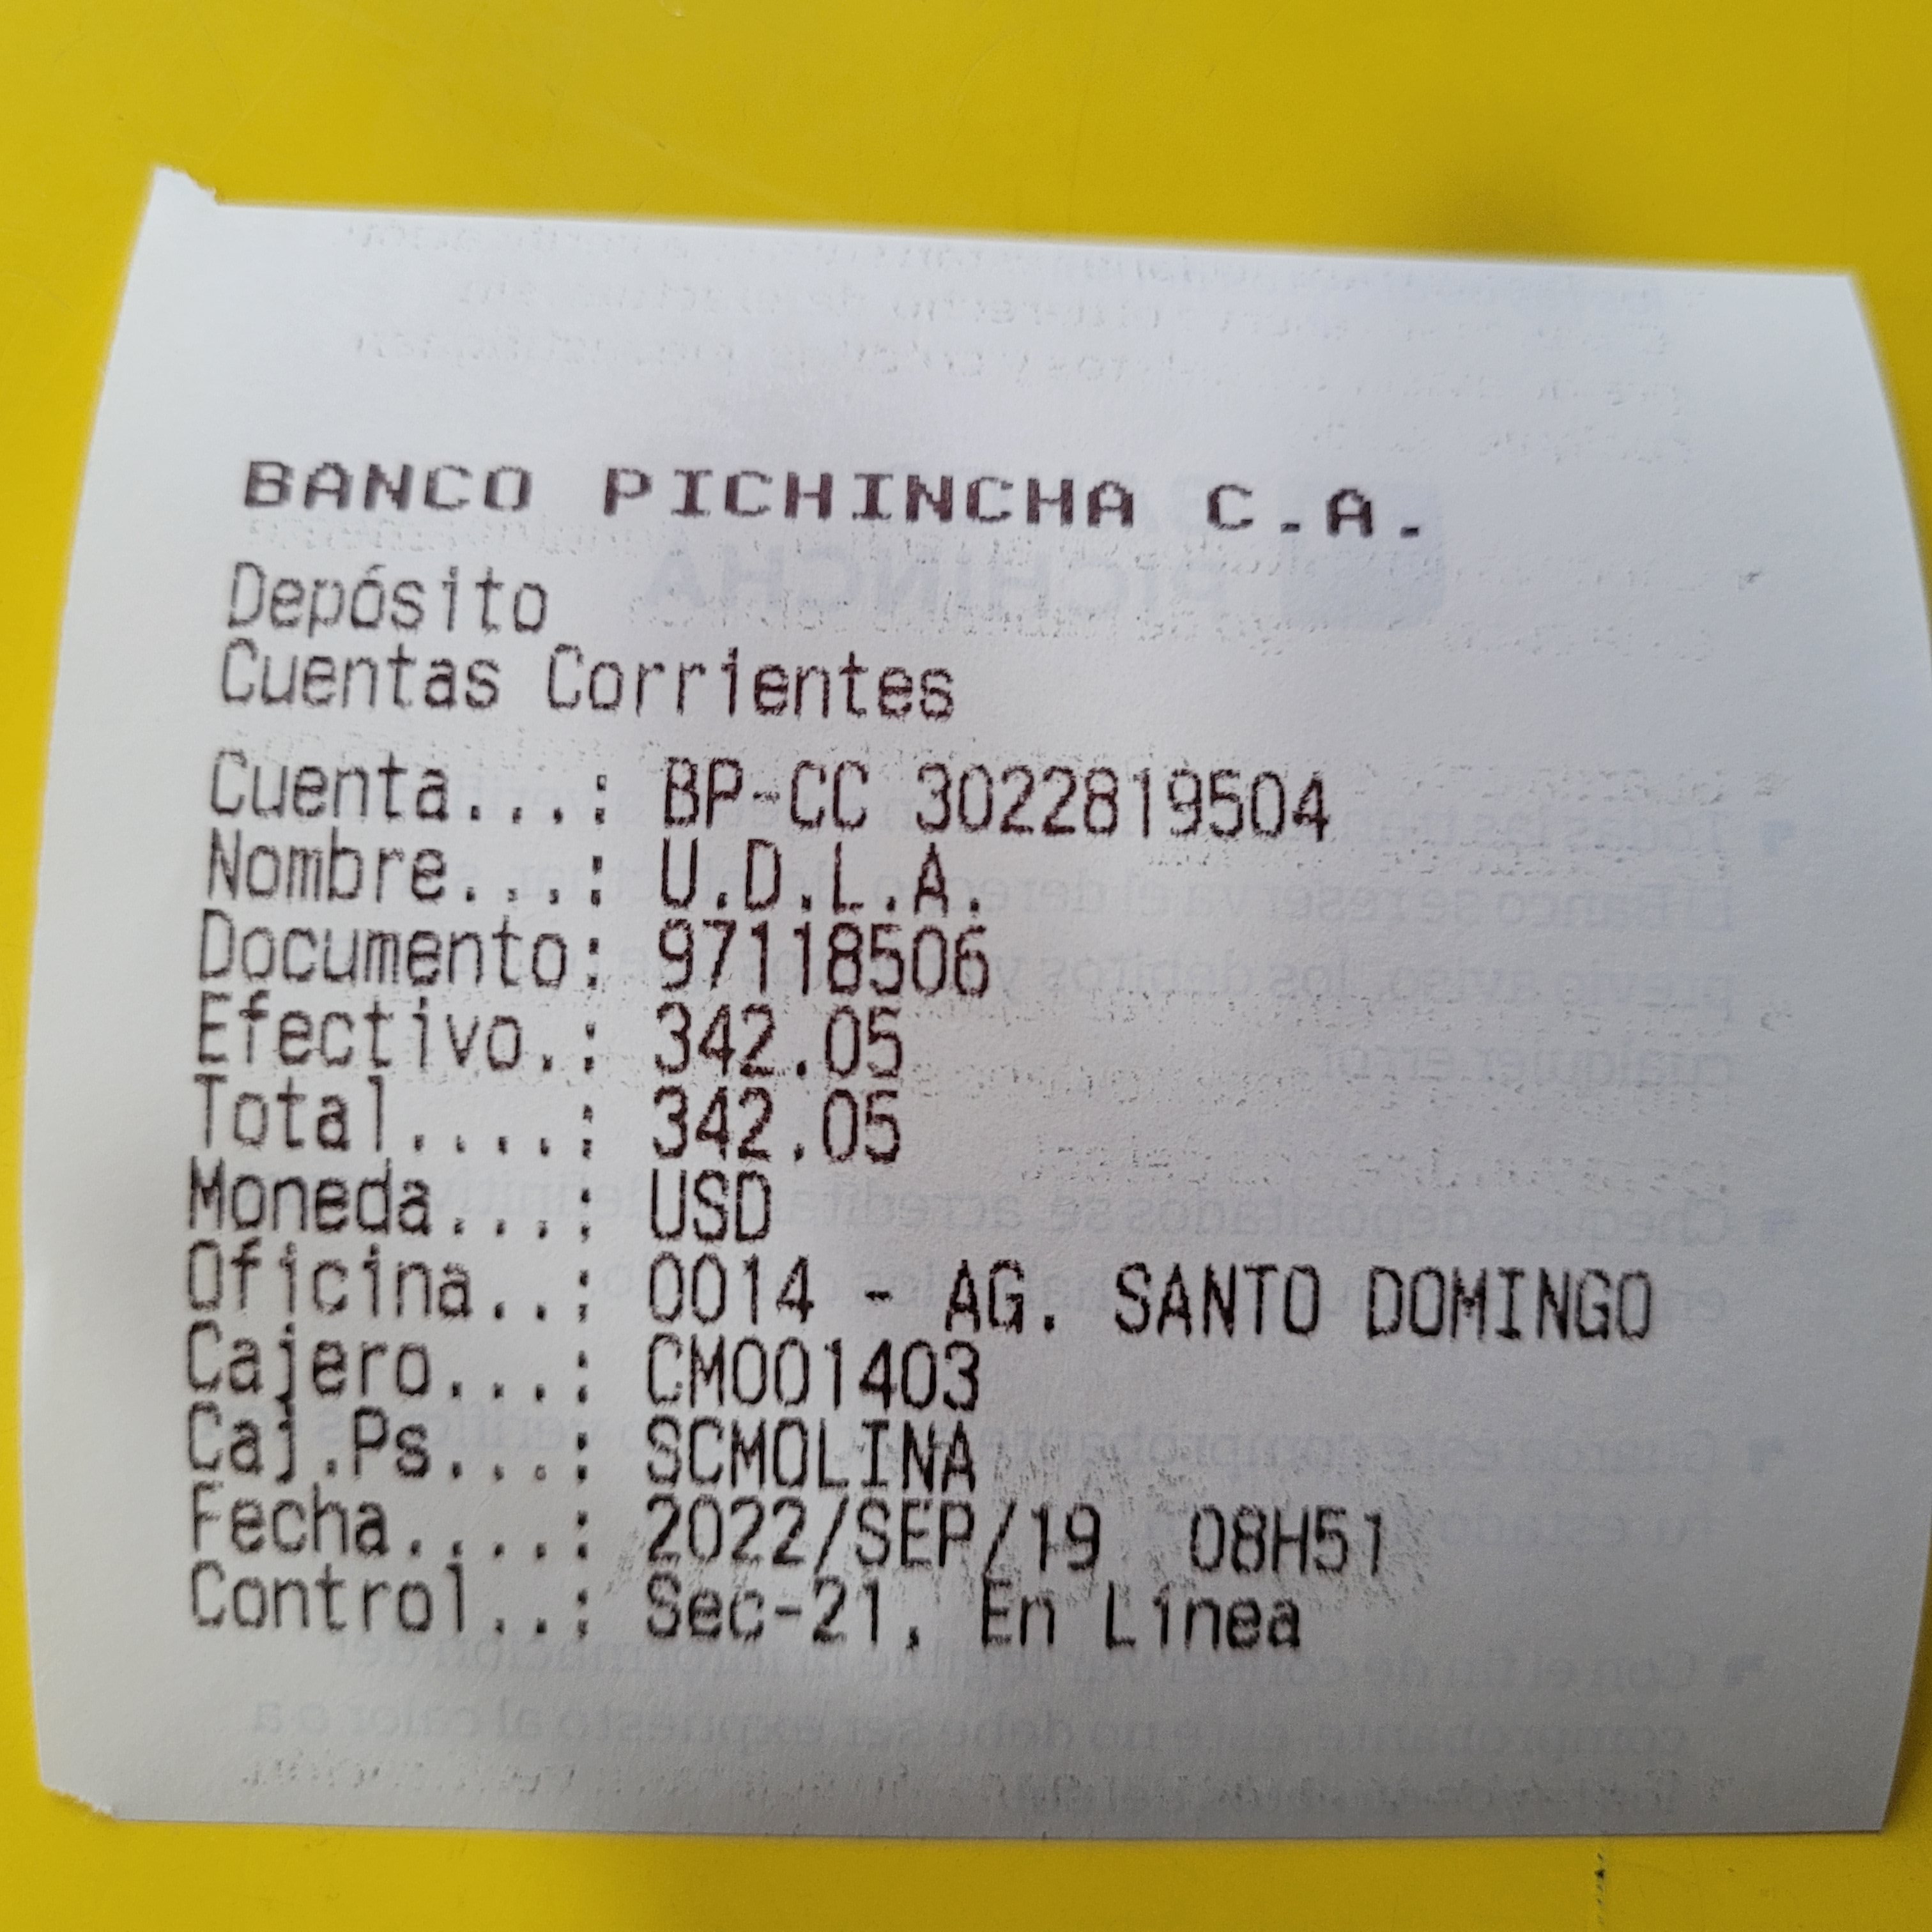 BANCO PICHINCHA C.A.
Depósito
Cuentas Corrientes
Cuenta...: BP-CC 3022819504
Nombre...: U.D.L.A.
Documento: 97118506
Efectivo.: 342.05
Total....: 342.05
Moneda...: USD
Oficina..: 0014 - AG. SANTO DOMINGO
Cajero...: CM001403
Caj.Ps...: SCMOLINA
Fecha....: 2022/SEP/19 08H51
Control..: Sec-21, En Línea